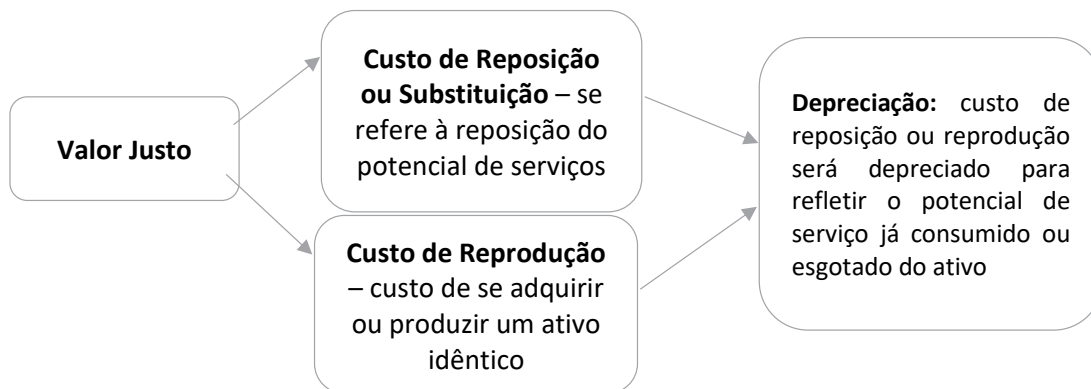 Valor Justo
Custo de Reposição
ou Substituição – se
refere à reposição do
potencial de serviços
Custo de Reprodução
– custo de se adquirir
ou produzir um ativo
idêntico
Depreciação: custo de
reposição ou reprodução
será depreciado para
refletir o potencial de
serviço já consumido ou
esgotado do ativo